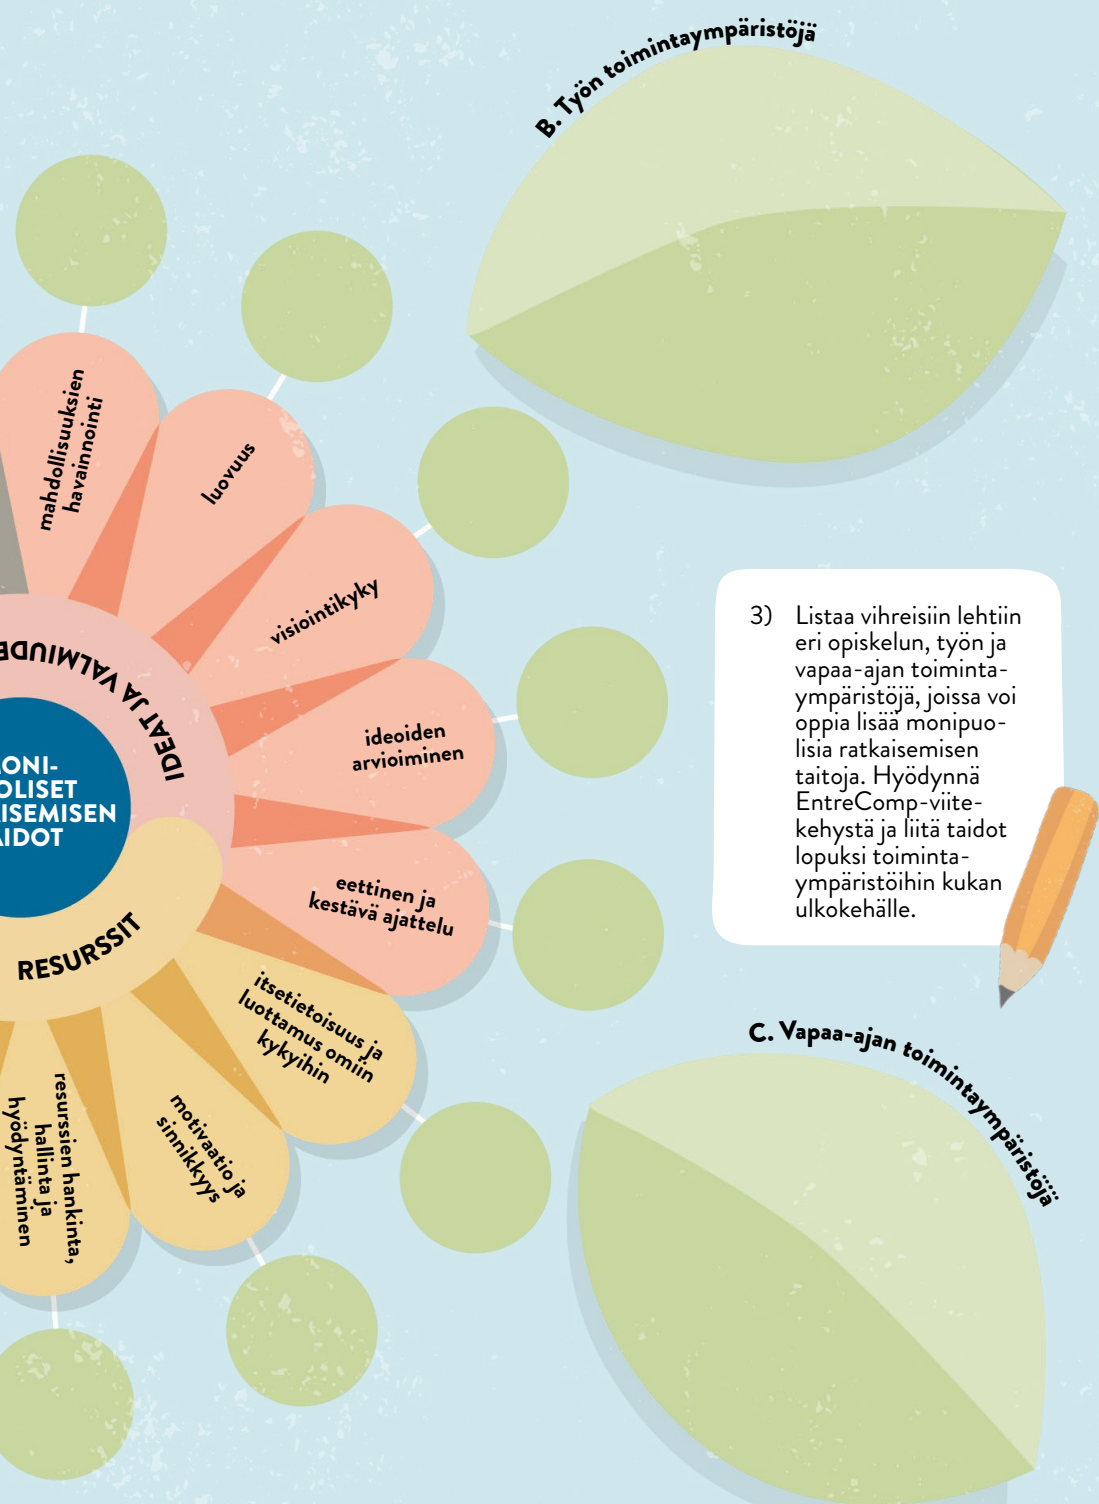 B. Työn toimintaympäristöjä
mahdollisuuksien
havainnointi
luovuus
visiointikyky
ideoiden
arvioiminen
eettinen ja
kestävä ajattelu
IDEAT JA VALMIUDE
ONI-
OLISET
ISEMISEN
AIDOT
RESURSSIT
itsetietoisuus ja
luottamus omiin
kykyihin
motivaatio ja
sinnikkyys
resurssien hankinta,
hallinta ja
hyödyntäminen
3) Listaa vihreisiin lehtiin
eri opiskelun, työn ja
vapaa-ajan toiminta-
ympäristöjä, joissa voi
oppia lisää monipuo-
lisia ratkaisemisen
taitoja. Hyödynnä
EntreComp-viite-
kehystä ja liitä taidot
lopuksi toiminta-
ympäristöihin kukan
ulkokehälle.
C. Vapaa-ajan toimintaympäristöjä